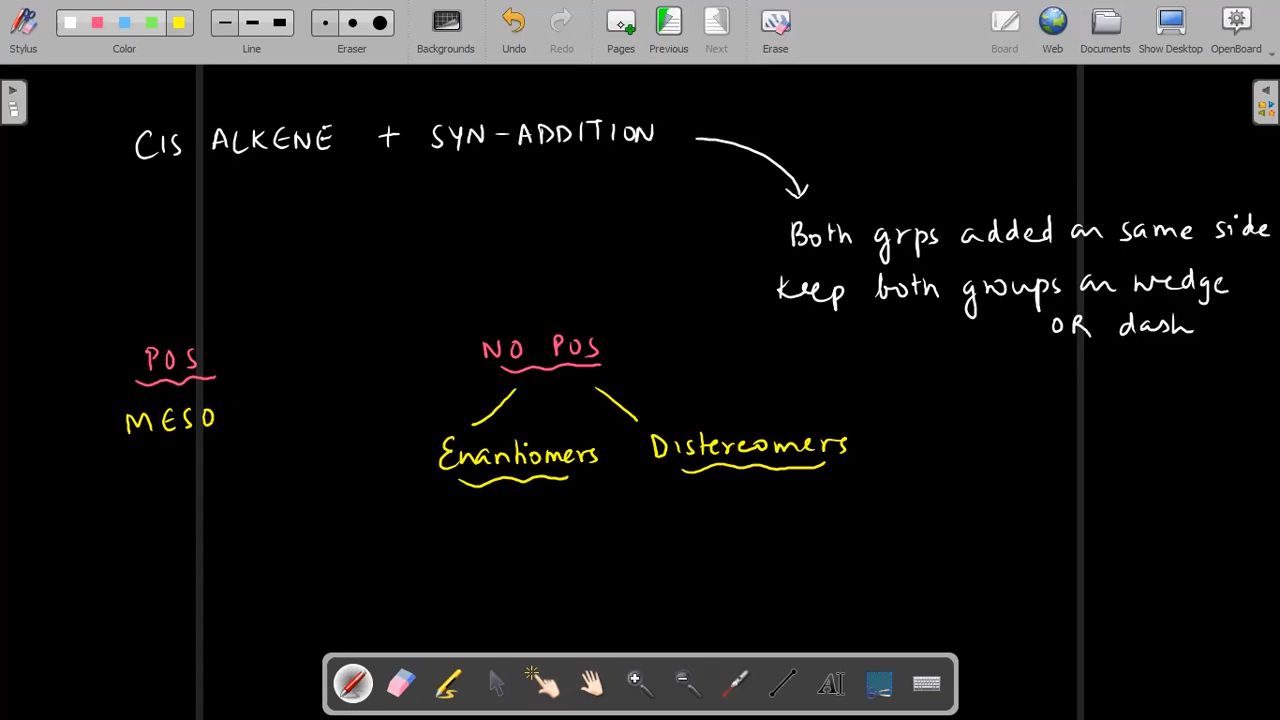 Stylus Color Line Eraser Backgrounds Undo Redo Pages Previous Next Erase Board Web Documents Show Desktop OpenBoard
CIS ALKENE + SYN-ADDITION
Both grps added on same side
Keep both groups on wedge
OR dash
POS
NO POS
MESO
Enantiomers
Distereomers
AI